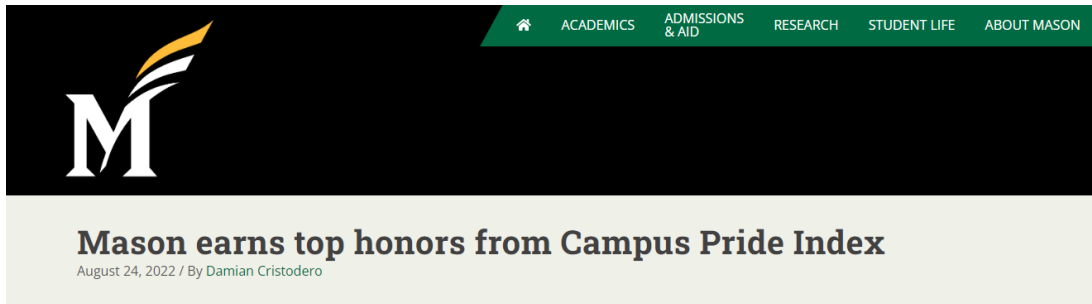 ACADEMICS ADMISSIONS & AID RESEARCH STUDENT LIFE ABOUT MASON
M
Mason earns top honors from Campus Pride Index
August 24, 2022 / By Damian Cristodero